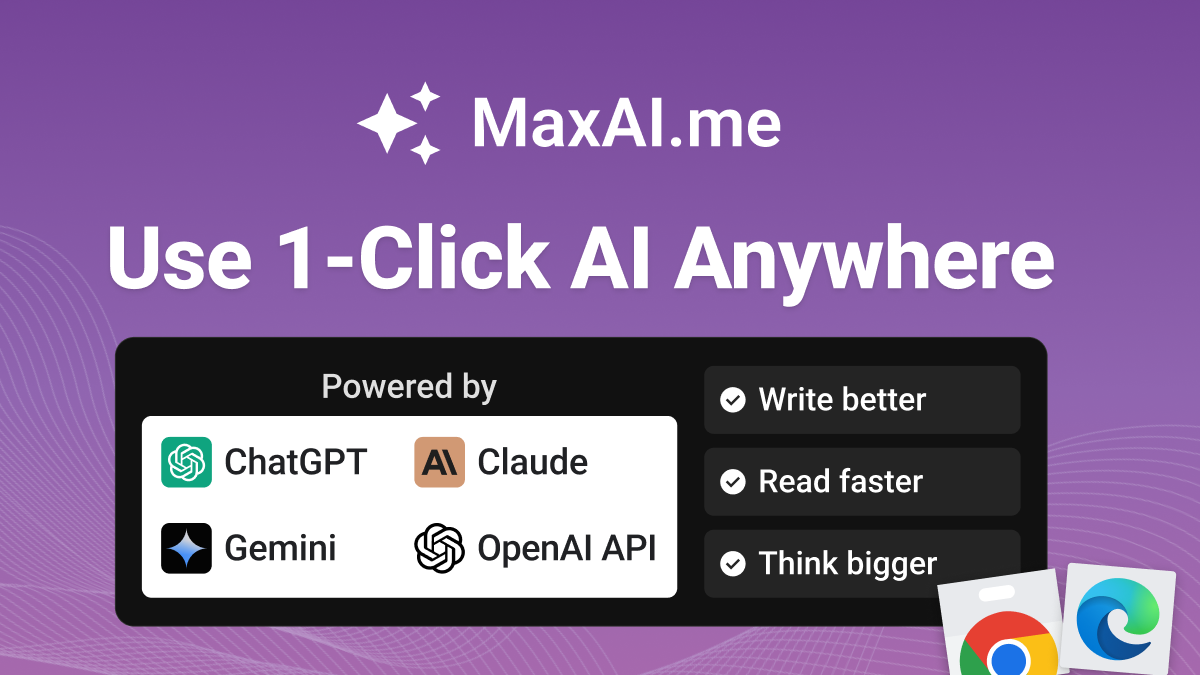 MaxAI.me
Use 1-Click AI Anywhere
Powered by
ChatGPT
Claude
Gemini
OpenAI API
Write better
Read faster
Think bigger